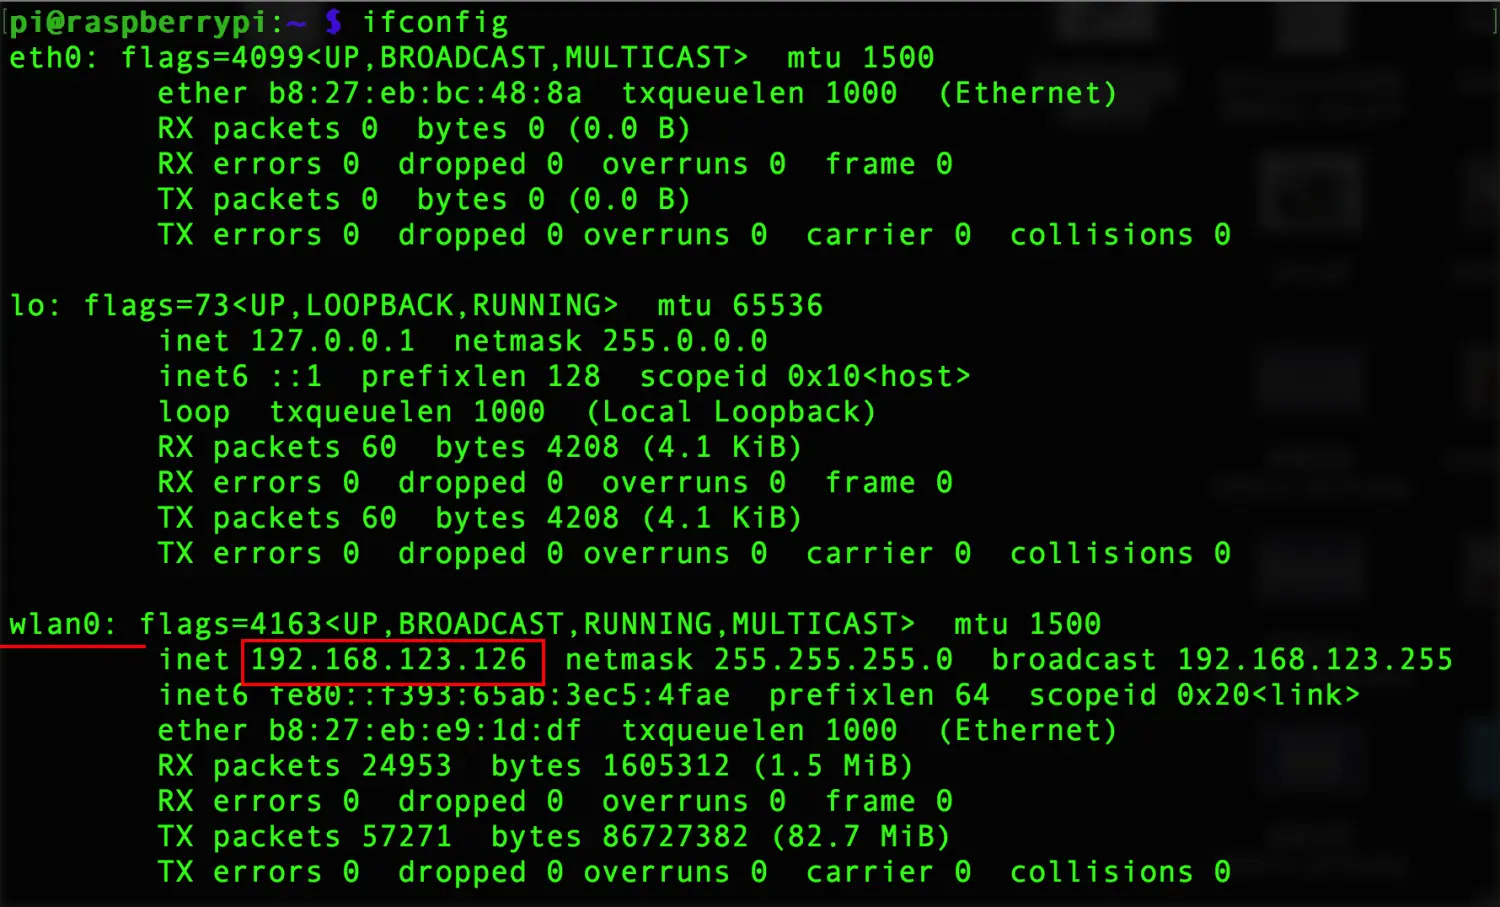 pi@raspberrypi:~ $ ifconfig
eth0: flags=4099<UP,BROADCAST,MULTICAST>  mtu 1500
        ether b8:27:eb:bc:48:8a  txqueuelen 1000  (Ethernet)
        RX packets 0  bytes 0 (0.0 B)
        RX errors 0  dropped 0  overruns 0  frame 0
        TX packets 0  bytes 0 (0.0 B)
        TX errors 0  dropped 0 overruns 0  carrier 0  collisions 0

lo: flags=73<UP,LOOPBACK,RUNNING>  mtu 65536
        inet 127.0.0.1  netmask 255.0.0.0
        inet6 ::1  prefixlen 128  scopeid 0x10<host>
        loop  txqueuelen 1000  (Local Loopback)
        RX packets 60  bytes 4208 (4.1 KiB)
        RX errors 0  dropped 0  overruns 0  frame 0
        TX packets 60  bytes 4208 (4.1 KiB)
        TX errors 0  dropped 0 overruns 0  carrier 0  collisions 0

wlan0: flags=4163<UP,BROADCAST,RUNNING,MULTICAST>  mtu 1500
        inet 192.168.123.126  netmask 255.255.255.0  broadcast 192.168.123.255
        inet6 fe80::f393:65ab:3ec5:4fae  prefixlen 64  scopeid 0x20<link>
        ether b8:27:eb:e9:1d:df  txqueuelen 1000  (Ethernet)
        RX packets 24953  bytes 1605312 (1.5 MiB)
        RX errors 0  dropped 0  overruns 0  frame 0
        TX packets 57271  bytes 86727382 (82.7 MiB)
        TX errors 0  dropped 0 overruns 0  carrier 0  collisions 0